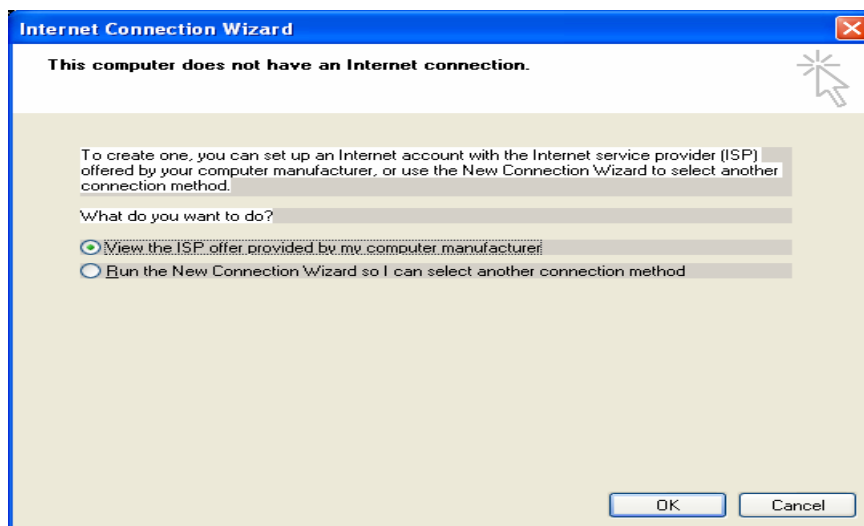 Internet Connection Wizard
This computer does not have an Internet connection.
To create one, you can set up an Internet account with the Internet service provider (ISP)
offered by your computer manufacturer, or use the New Connection Wizard to select another
connection method.
What do you want to do?
View the ISP offer provided by my computer manufacturer
Run the New Connection Wizard so I can select another connection method
OK Cancel